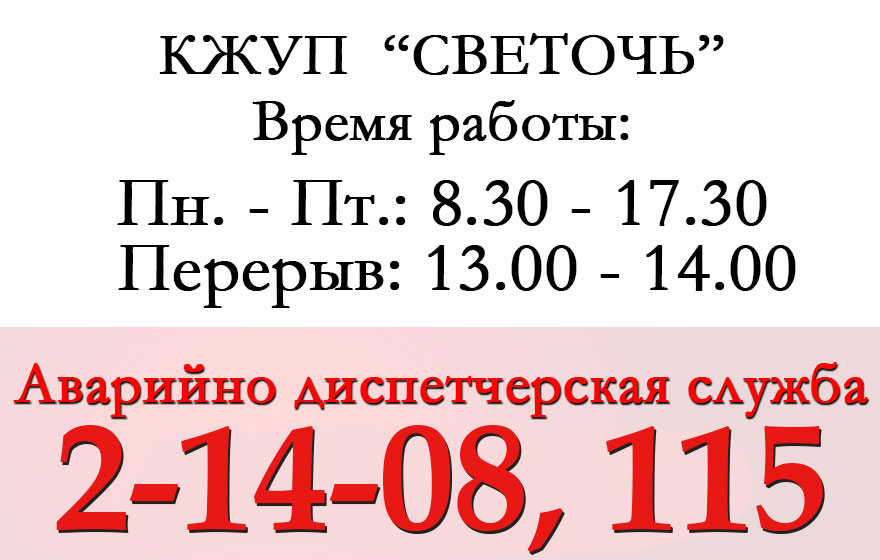 КЖУП “СВЕТОЧЬ”
Время работы:
Пн. - Пт.: 8.30 - 17.30
Перерыв: 13.00 - 14.00
Аварийно диспетчерская служба
2-14-08, 115